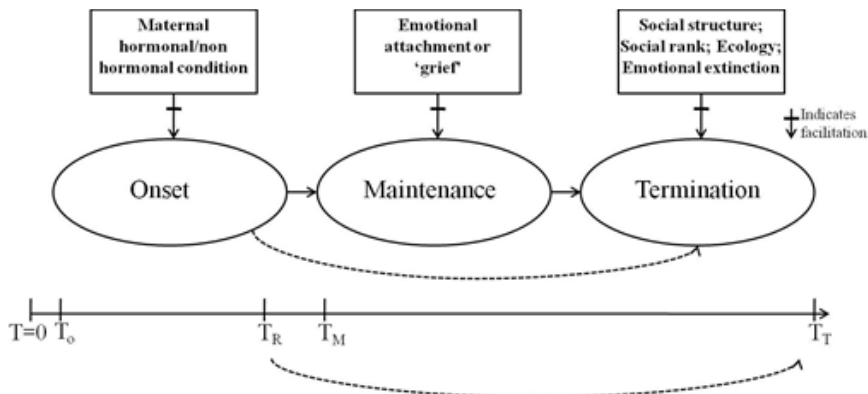 Maternal
hormonal/non
hormonal condition
Emotional
attachment or
‘grief’
Social structure;
Social rank; Ecology;
Emotional extinction
Indicates
facilitation
Onset
Maintenance
Termination
T=0
To
TR
TM
TT